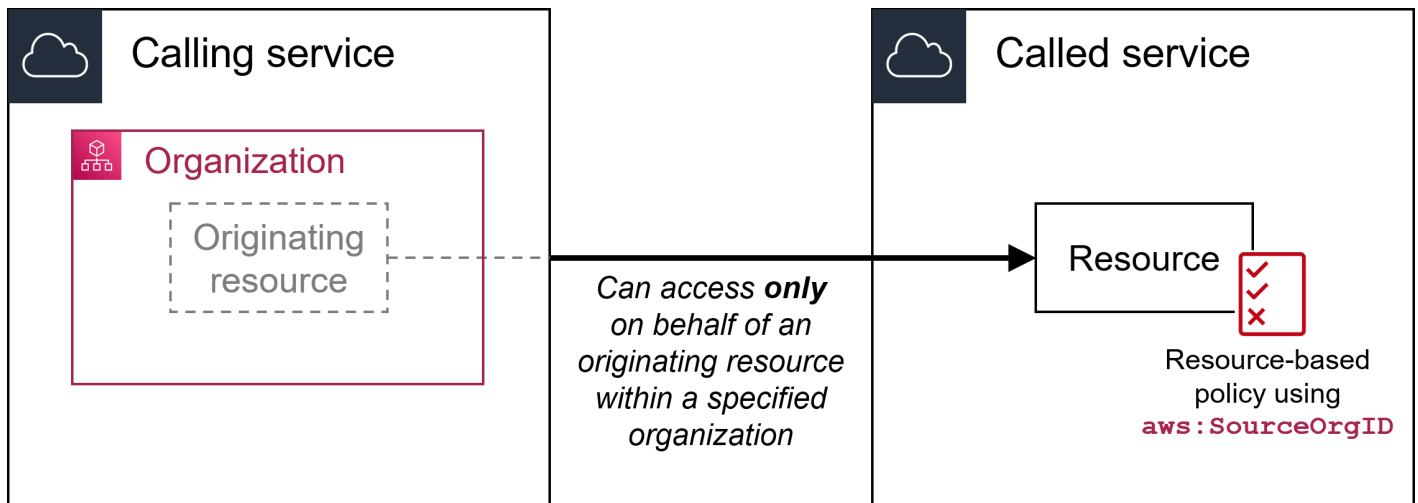 Calling service
Organization
Originating
resource
Can access only
on behalf of an
originating resource
within a specified
organization
Called service
Resource
Resource-based
policy using
aws:SourceOrgID